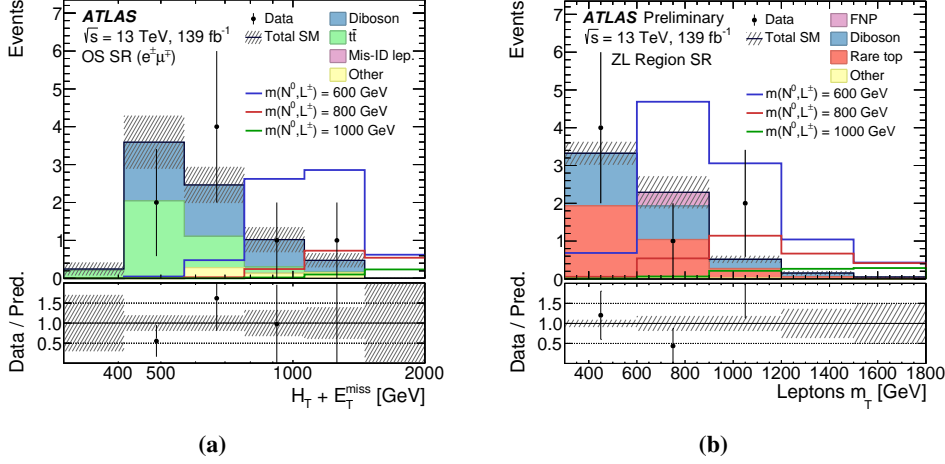 Events
7
6
5
4
3
2
1
0
ATLAS
√s = 13 TeV, 139 fb⁻¹
OS SR (e±μ∓)
Data
Total SM
Diboson
tt̄
Mis-ID lep.
Other
m(N⁰,L±) = 600 GeV
m(N⁰,L±) = 800 GeV
m(N⁰,L±) = 1000 GeV
Data / Pred.
1.5
1.0
0.5
400 500 1000 2000
H_T + E_T^miss [GeV]
(a)
Events
7
6
5
4
3
2
1
0
ATLAS Preliminary
√s = 13 TeV, 139 fb⁻¹
ZL Region SR
Data
Total SM
FNP
Diboson
Rare top
Other
m(N⁰,L±) = 600 GeV
m(N⁰,L±) = 800 GeV
m(N⁰,L±) = 1000 GeV
Data / Pred.
1.5
1.0
0.5
400 600 800 1000 1200 1400 1600 1800
Leptons m_T [GeV]
(b)